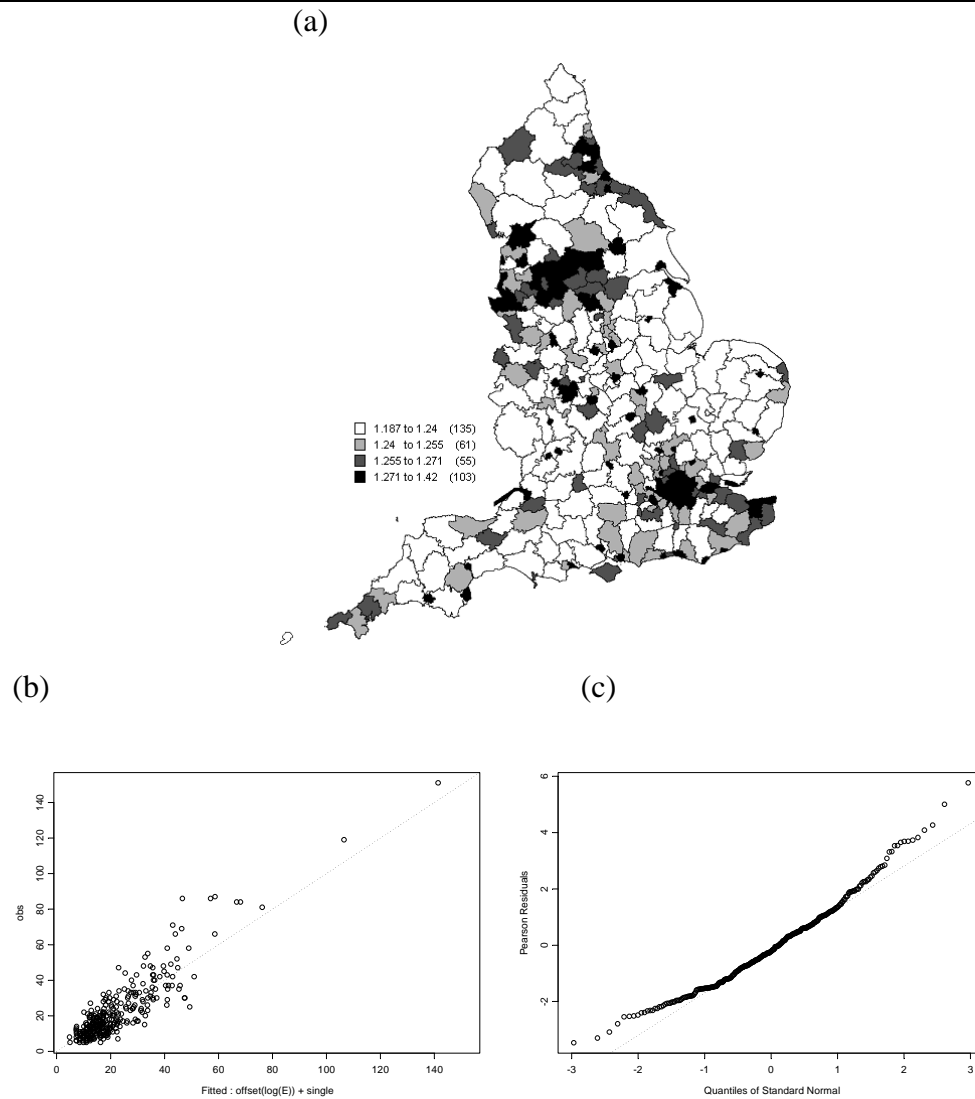 (a)
1.187 to 1.24 (135)
1.24 to 1.255 (61)
1.255 to 1.271 (55)
1.271 to 1.42 (103)
(b)
(c)
obs
0 20 40 60 80 100 120 140
0 20 40 60 80 100 120 140
Fitted : offset(log(E)) + single
Pearson Residuals
-2 0 2 4 6
-3 -2 -1 0 1 2 3
Quantiles of Standard Normal